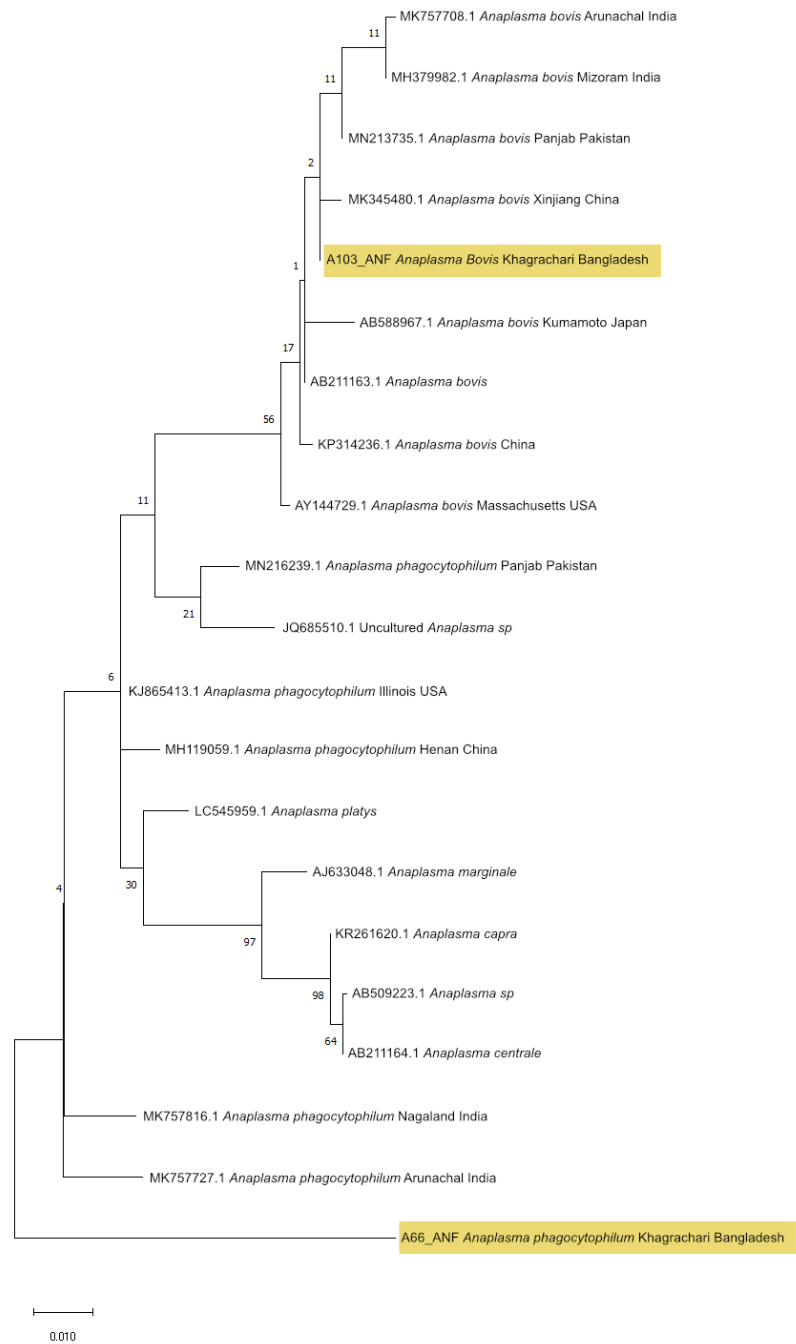 11
MK757708.1 Anaplasma bovis Arunachal India
11
MH379982.1 Anaplasma bovis Mizoram India
MN213735.1 Anaplasma bovis Panjab Pakistan
2
MK345480.1 Anaplasma bovis Xinjiang China
A103_ANF Anaplasma Bovis Khagrachari Bangladesh
1
AB588967.1 Anaplasma bovis Kumamoto Japan
17
AB211163.1 Anaplasma bovis
56
KP314236.1 Anaplasma bovis China
11
AY144729.1 Anaplasma bovis Massachusetts USA
MN216239.1 Anaplasma phagocytophilum Panjab Pakistan
21
JQ685510.1 Uncultured Anaplasma sp
6
KJ865413.1 Anaplasma phagocytophilum Illinois USA
MH119059.1 Anaplasma phagocytophilum Henan China
LC545959.1 Anaplasma platys
4
30
AJ633048.1 Anaplasma marginale
97
KR261620.1 Anaplasma capra
98
AB509223.1 Anaplasma sp
64
AB211164.1 Anaplasma centrale
MK757816.1 Anaplasma phagocytophilum Nagaland India
MK757727.1 Anaplasma phagocytophilum Arunachal India
A66_ANF Anaplasma phagocytophilum Khagrachari Bangladesh
0.010